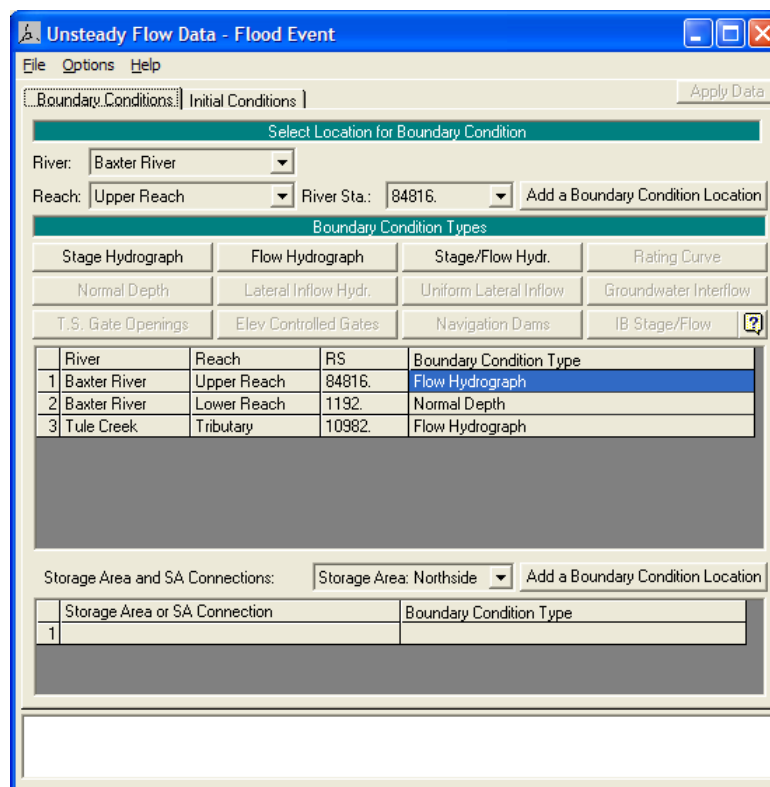 Unsteady Flow Data - Flood Event
File Options Help
Boundary Conditions Initial Conditions Apply Data
Select Location for Boundary Condition
River: Baxter River
Reach: Upper Reach River Sta.: 84816. Add a Boundary Condition Location
Boundary Condition Types
Stage Hydrograph Flow Hydrograph Stage/Flow Hydr. Rating Curve
Normal Depth Lateral Inflow Hydr. Uniform Lateral Inflow Groundwater Interflow
T.S. Gate Openings Elev Controlled Gates Navigation Dams IB Stage/Flow ?
River Reach RS Boundary Condition Type
1 Baxter River Upper Reach 84816. Flow Hydrograph
2 Baxter River Lower Reach 1192. Normal Depth
3 Tule Creek Tributary 10982. Flow Hydrograph
Storage Area and SA Connections: Storage Area: Northside Add a Boundary Condition Location
Storage Area or SA Connection Boundary Condition Type
1